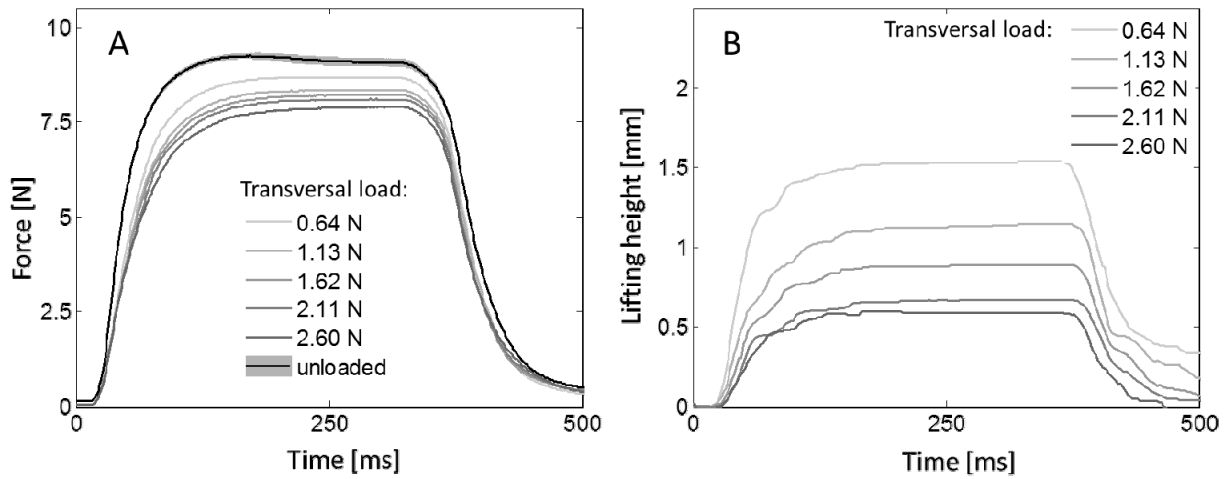 A
10
7.5
5
2.5
0
Force [N]
Transversal load:
0.64 N
1.13 N
1.62 N
2.11 N
2.60 N
unloaded
0
250
500
Time [ms]
B
Transversal load:
0.64 N
1.13 N
1.62 N
2.11 N
2.60 N
2
1.5
1
0.5
0
Lifting height [mm]
0
250
500
Time [ms]